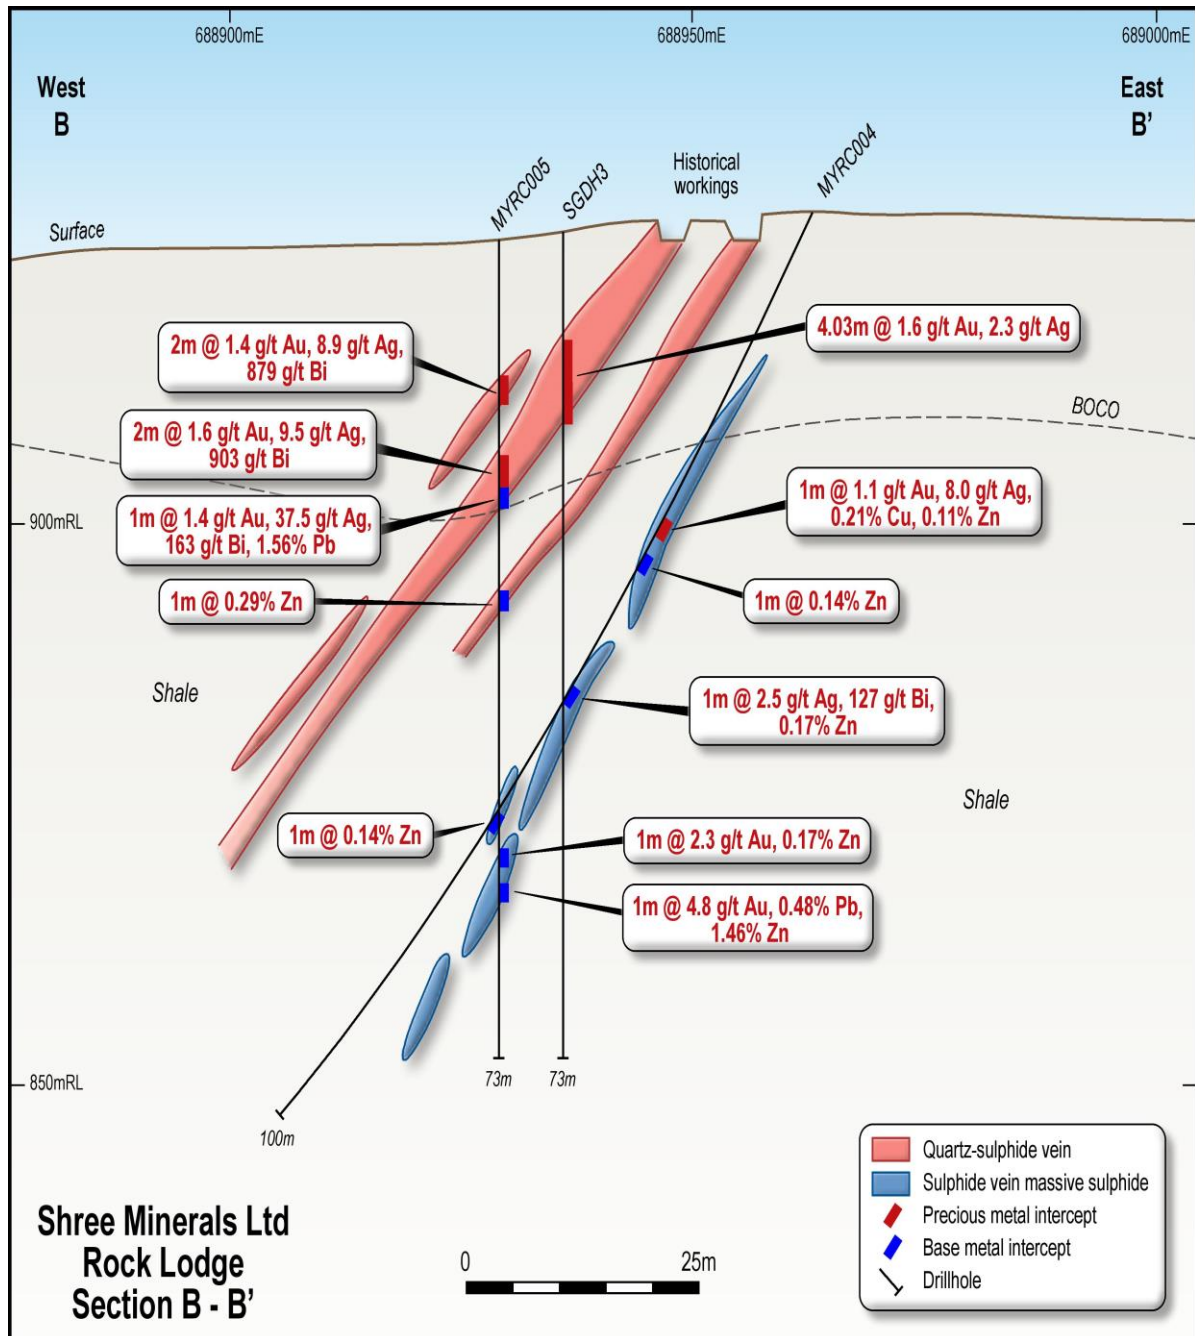 688900mE
688950mE
689000mE
West
B
East
B'
MYRC005
SGDH3
Historical
workings
MYRC004
Surface
2m @ 1.4 g/t Au, 8.9 g/t Ag,
879 g/t Bi
4.03m @ 1.6 g/t Au, 2.3 g/t Ag
BOCO
2m @ 1.6 g/t Au, 9.5 g/t Ag,
903 g/t Bi
1m @ 1.1 g/t Au, 8.0 g/t Ag,
0.21% Cu, 0.11% Zn
900mRL
1m @ 1.4 g/t Au, 37.5 g/t Ag,
163 g/t Bi, 1.56% Pb
1m @ 0.29% Zn
1m @ 0.14% Zn
Shale
1m @ 2.5 g/t Ag, 127 g/t Bi,
0.17% Zn
Shale
1m @ 0.14% Zn
1m @ 2.3 g/t Au, 0.17% Zn
1m @ 4.8 g/t Au, 0.48% Pb,
1.46% Zn
73m
73m
850mRL
100m
Quartz-sulphide vein
Sulphide vein massive sulphide
Precious metal intercept
Base metal intercept
Drillhole
Shree Minerals Ltd
Rock Lodge
Section B - B'
0
25m